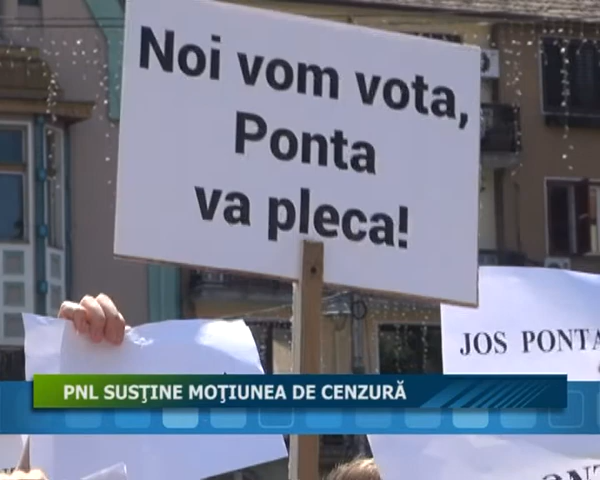 Noi vom vota,
Ponta
va pleca!
JOS PONTA
PNL SUSŢINE MOŢIUNEA DE CENZURĂ